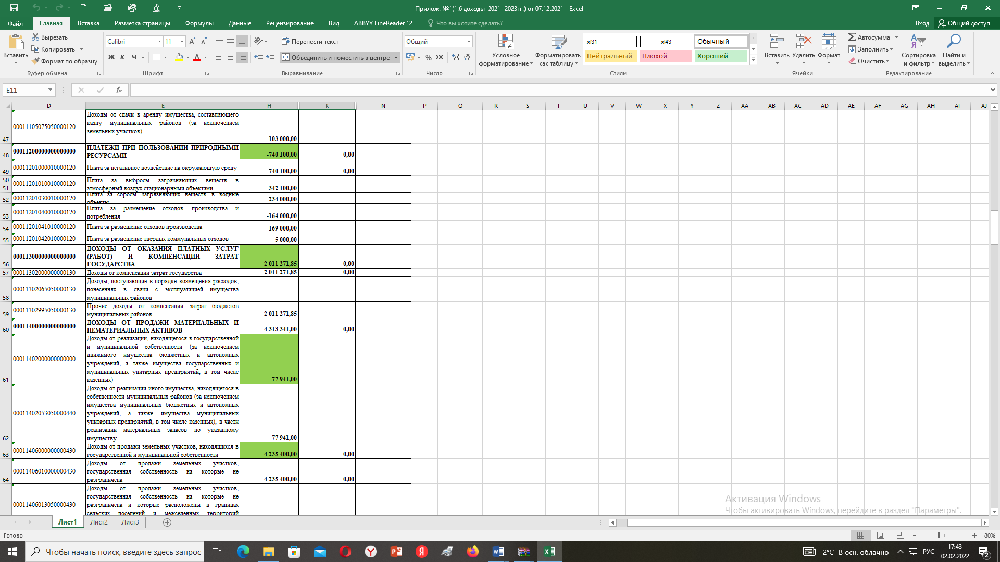 Прилож. №1(1.6 доходы  2021- 2023гг.) от 07.12.2021 - Excel
Файл Главная Вставка Разметка страницы Формулы Данные Рецензирование Вид ABBYY FineReader 12 Что вы хотите сделать? Вход Общий доступ
Вставить
Вырезать
Копировать
Формат по образцу
Буфер обмена
Calibri 11
Ж К Ч
Шрифт
Перенести текст
Объединить и поместить в центре
Выравнивание
Общий
% 000
Число
Условное форматирование
Форматировать как таблицу
xl31 xl43 Обычный
Нейтральный Плохой Хороший
Стили
Вставить Удалить Формат
Ячейки
Автосумма
Заполнить
Очистить
Сортировка и фильтр
Найти и выделить
Редактирование
E11
fx
D E H K N P Q R S T U V W X Y Z AA AB AC AD AE AF AG AH AI AJ
47 00011105075050000120 Доходы от сдачи в аренду имущества, составляющего
казну муниципальных районов (за исключением
земельных участков) 103 000,00
48 00011200000000000000 ПЛАТЕЖИ ПРИ ПОЛЬЗОВАНИИ ПРИРОДНЫМИ
РЕСУРСАМИ -740 100,00 0,00
49 00011201000010000120 Плата за негативное воздействие на окружающую среду -740 100,00 0,00
50
51 00011201010010000120 Плата за выбросы загрязняющих веществ в
атмосферный воздух стационарными объектами -342 100,00
52 00011201030010000120 Плата за сбросы загрязняющих веществ в водные
объекты -234 000,00
53 00011201040010000120 Плата за размещение отходов производства и
потребления -164 000,00
54 00011201041010000120 Плата за размещение отходов производства -169 000,00
55 00011201042010000120 Плата за размещение твердых коммунальных отходов 5 000,00
56 00011300000000000000 ДОХОДЫ ОТ ОКАЗАНИЯ ПЛАТНЫХ УСЛУГ
(РАБОТ) И КОМПЕНСАЦИИ ЗАТРАТ
ГОСУДАРСТВА 2 011 271,85 0,00
57 00011302000000000130 Доходы от компенсации затрат государства 2 011 271,85 0,00
58 00011302065050000130 Доходы, поступающие в порядке возмещения расходов,
понесенных в связи с эксплуатацией имущества
муниципальных районов
59 00011302995050000130 Прочие доходы от компенсации затрат бюджетов
муниципальных районов 2 011 271,85
60 00011400000000000000 ДОХОДЫ ОТ ПРОДАЖИ МАТЕРИАЛЬНЫХ И
НЕМАТЕРИАЛЬНЫХ АКТИВОВ 4 313 341,00 0,00
61 00011402000000000000 Доходы от реализации, находящегося в государственной
и муниципальной собственности (за исключением
движимого имущества бюджетных и автономных
учреждений, а также имущества государственных и
муниципальных унитарных предприятий, в том числе
казенных) 77 941,00
62 00011402053050000440 Доходы от реализации иного имущества, находящегося в
собственности муниципальных районов (за исключением
имущества муниципальных бюджетных и автономных
учреждений, а также имущества муниципальных
унитарных предприятий, в том числе казенных), в части
реализации материальных запасов по указанному
имуществу 77 941,00
63 00011406000000000430 Доходы от продажи земельных участков, находящихся в
государственной и муниципальной собственности 4 235 400,00 0,00
64 00011406010000000430 Доходы от продажи земельных участков,
государственная собственность на которые не
разграничена 4 235 400,00 0,00
00011406013050000430 Доходы от продажи земельных участков,
государственная собственность на которые не
разграничена и которые расположены в границах
сельских поселений и межселенных территорий
Активация Windows
Чтобы активировать Windows, перейдите в раздел "Параметры".
Лист1 Лист2 Лист3
Готово 80%
Чтобы начать поиск, введите здесь запрос
-2°C В осн. облачно РУС 17:43
02.02.2022
2